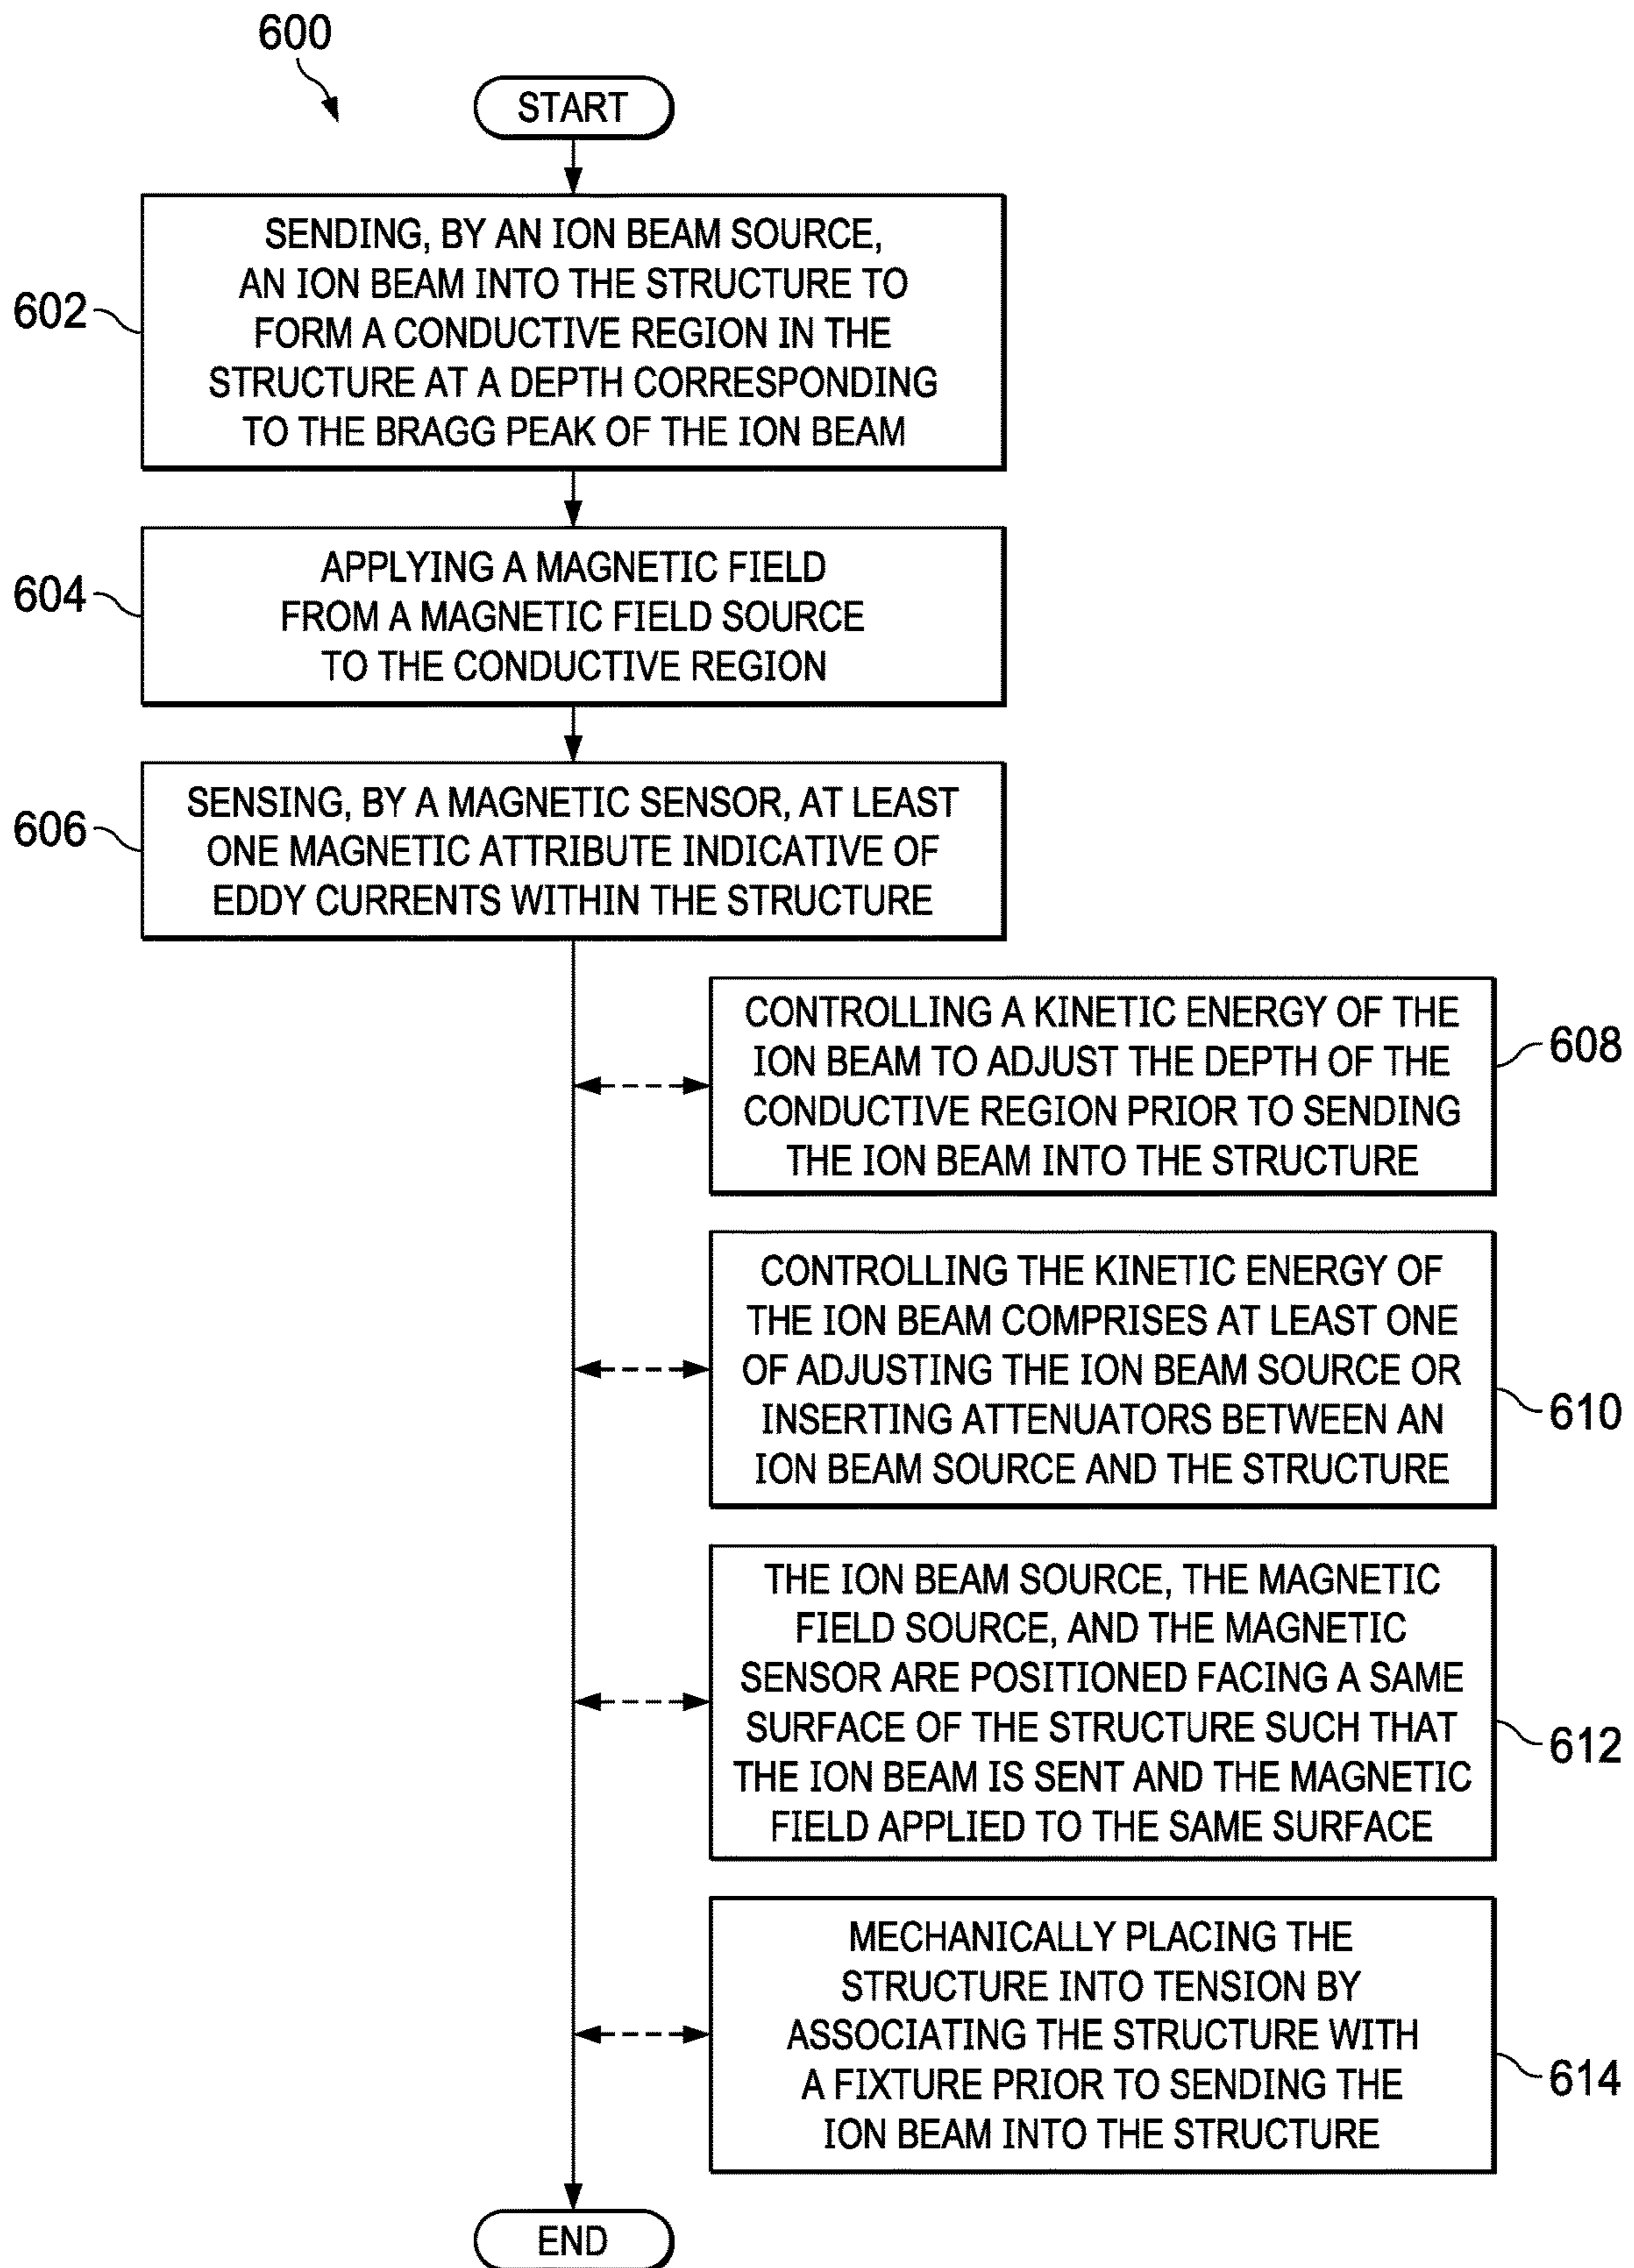 600
START
602
SENDING, BY AN ION BEAM SOURCE,
AN ION BEAM INTO THE STRUCTURE TO
FORM A CONDUCTIVE REGION IN THE
STRUCTURE AT A DEPTH CORRESPONDING
TO THE BRAGG PEAK OF THE ION BEAM
604
APPLYING A MAGNETIC FIELD
FROM A MAGNETIC FIELD SOURCE
TO THE CONDUCTIVE REGION
606
SENSING, BY A MAGNETIC SENSOR, AT LEAST
ONE MAGNETIC ATTRIBUTE INDICATIVE OF
EDDY CURRENTS WITHIN THE STRUCTURE
CONTROLLING A KINETIC ENERGY OF THE
ION BEAM TO ADJUST THE DEPTH OF THE
CONDUCTIVE REGION PRIOR TO SENDING
THE ION BEAM INTO THE STRUCTURE
608
CONTROLLING THE KINETIC ENERGY OF
THE ION BEAM COMPRISES AT LEAST ONE
OF ADJUSTING THE ION BEAM SOURCE OR
INSERTING ATTENUATORS BETWEEN AN
ION BEAM SOURCE AND THE STRUCTURE
610
THE ION BEAM SOURCE, THE MAGNETIC
FIELD SOURCE, AND THE MAGNETIC
SENSOR ARE POSITIONED FACING A SAME
SURFACE OF THE STRUCTURE SUCH THAT
THE ION BEAM IS SENT AND THE MAGNETIC
FIELD APPLIED TO THE SAME SURFACE
612
MECHANICALLY PLACING THE
STRUCTURE INTO TENSION BY
ASSOCIATING THE STRUCTURE WITH
A FIXTURE PRIOR TO SENDING THE
ION BEAM INTO THE STRUCTURE
614
END